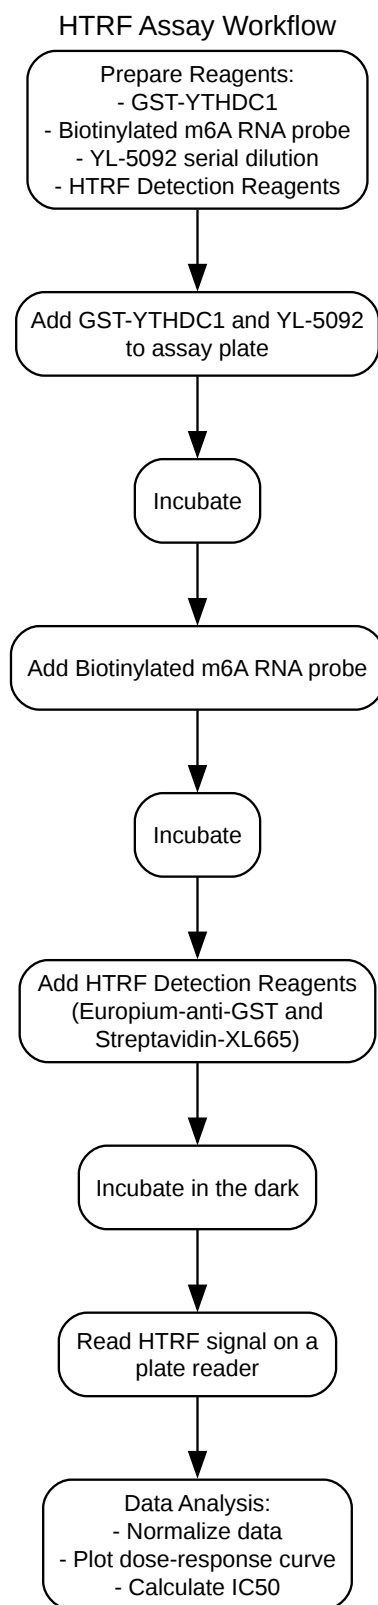 HTRF Assay Workflow
Prepare Reagents:
- GST-YTHDC1
- Biotinylated m6A RNA probe
- YL-5092 serial dilution
- HTRF Detection Reagents
Add GST-YTHDC1 and YL-5092
to assay plate
Incubate
Add Biotinylated m6A RNA probe
Incubate
Add HTRF Detection Reagents
(Europium-anti-GST and
Streptavidin-XL665)
Incubate in the dark
Read HTRF signal on a
plate reader
Data Analysis:
- Normalize data
- Plot dose-response curve
- Calculate IC50